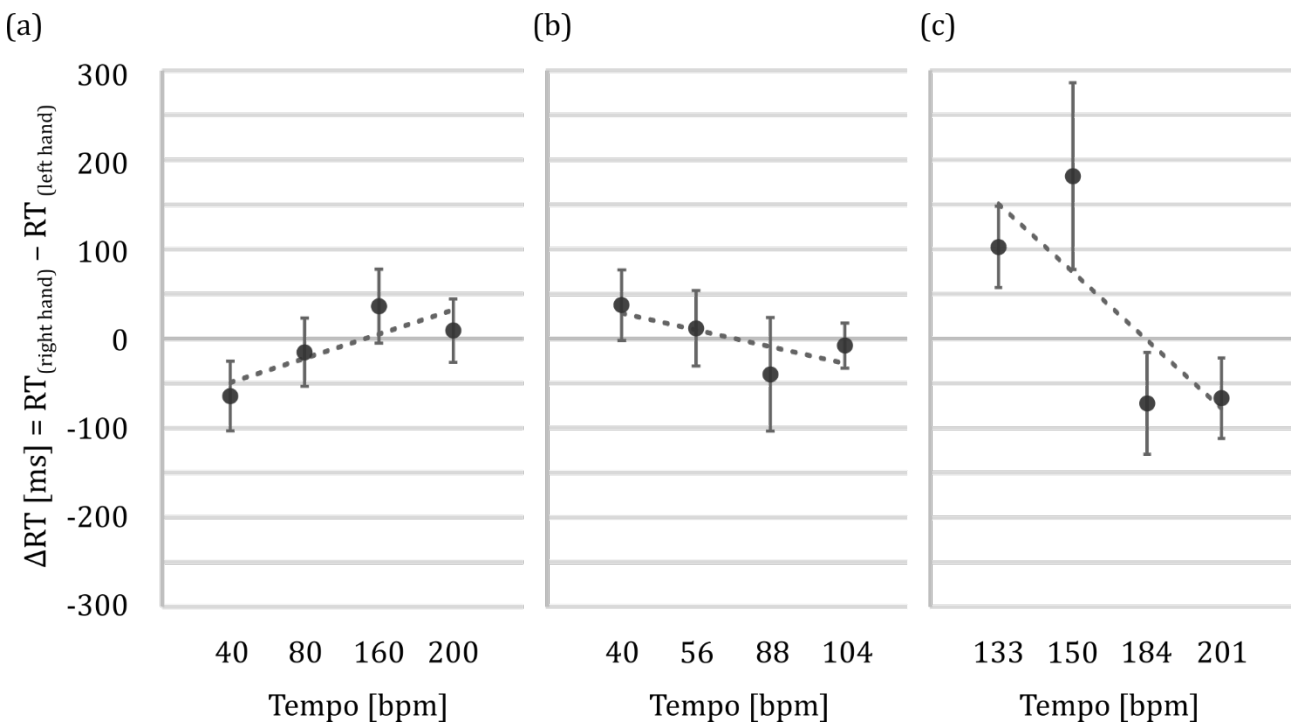 (a)
(b)
(c)
ΔRT [ms] = RT(right hand) − RT(left hand)
300
200
100
0
-100
-200
-300
40 80 160 200
40 56 88 104
133 150 184 201
Tempo [bpm]
Tempo [bpm]
Tempo [bpm]